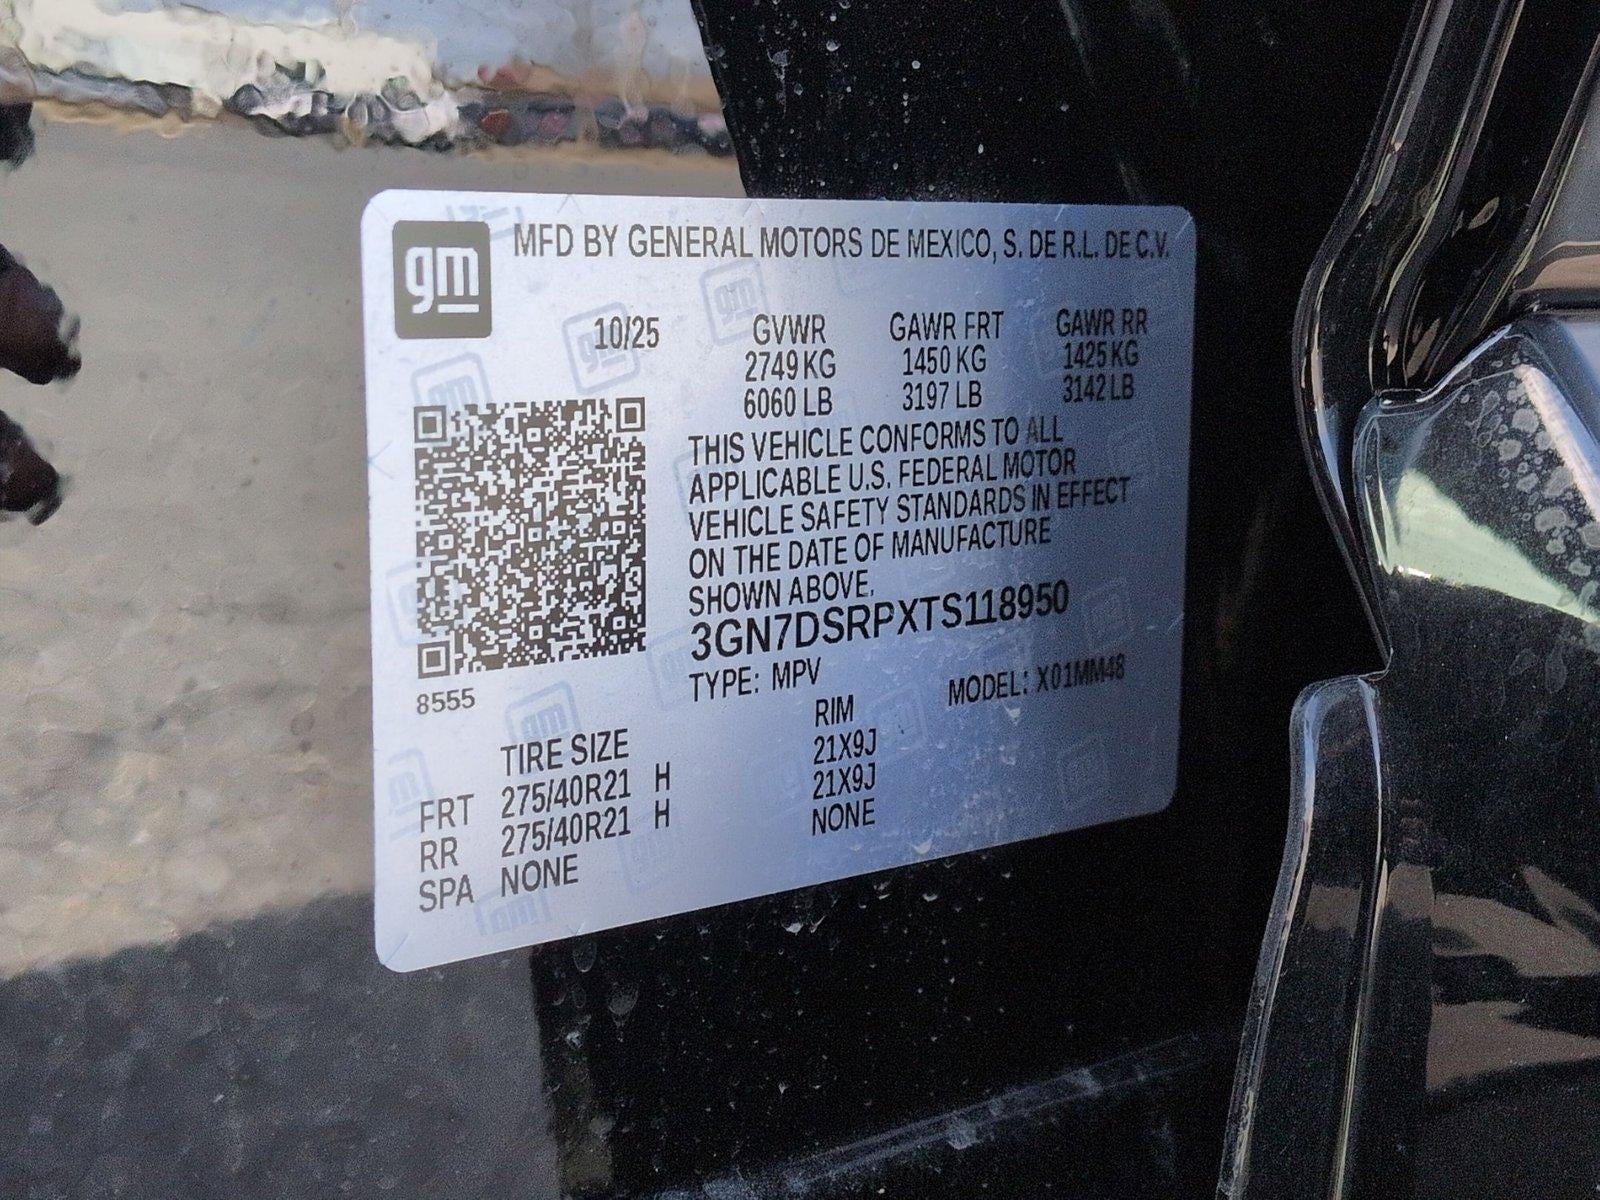 gm MFD BY GENERAL MOTORS DE MEXICO, S. DE R.L. DE C.V.
10/25 GVWR GAWR FRT GAWR RR
2749 KG 1450 KG 1425 KG
6060 LB 3197 LB 3142 LB
THIS VEHICLE CONFORMS TO ALL
APPLICABLE U.S. FEDERAL MOTOR
VEHICLE SAFETY STANDARDS IN EFFECT
ON THE DATE OF MANUFACTURE
SHOWN ABOVE.
3GN7DSRPXTS118950
TYPE: MPV MODEL: X01MM48
8555
TIRE SIZE RIM
FRT 275/40R21 H 21X9J
RR 275/40R21 H 21X9J
SPA NONE NONE